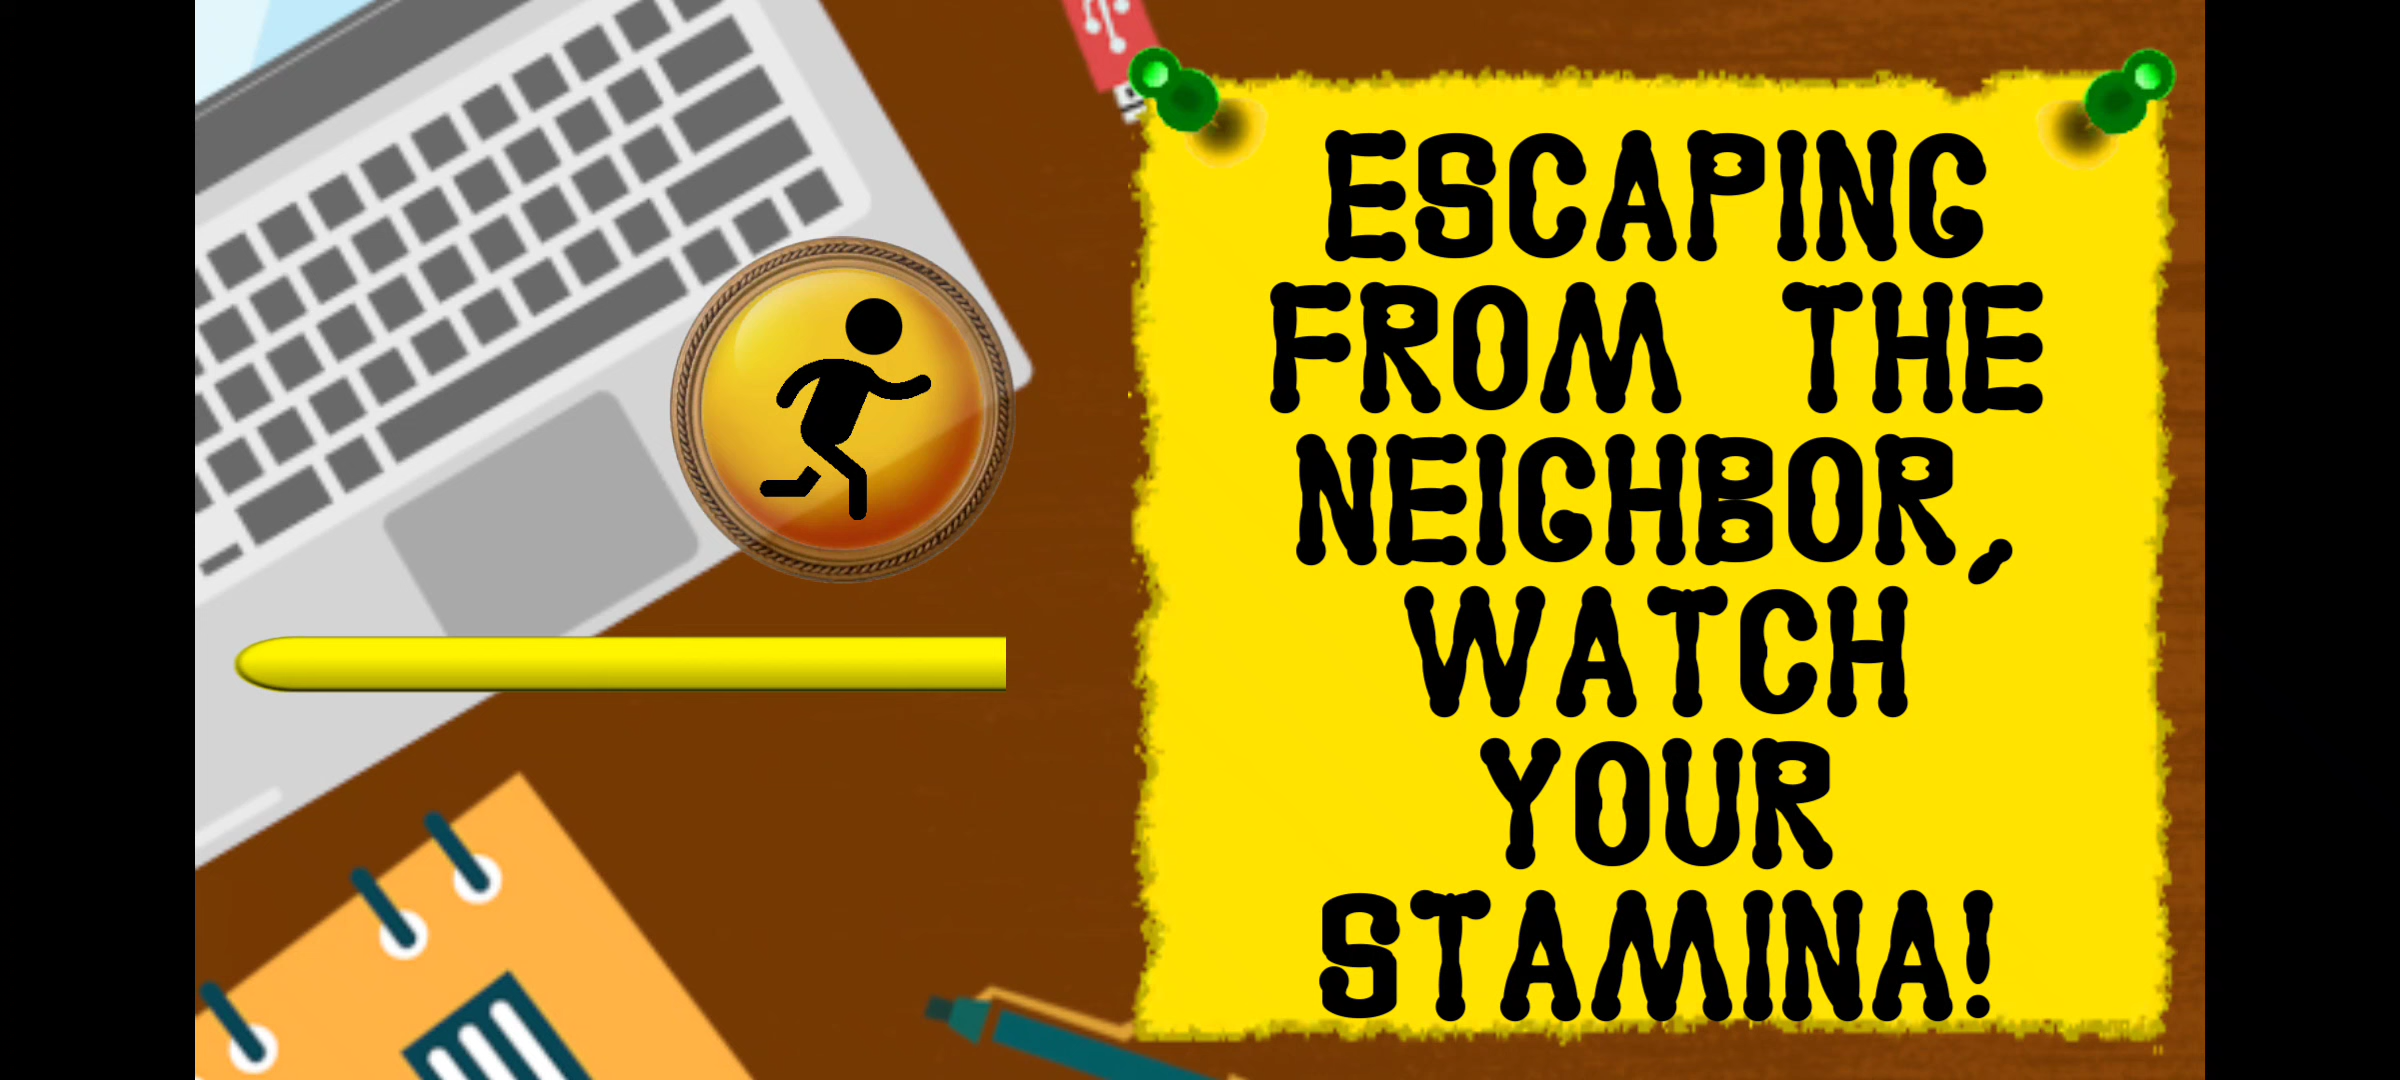 ESCAPING
FROM THE
NEIGHBOR,
WATCH
YOUR
STAMINA!